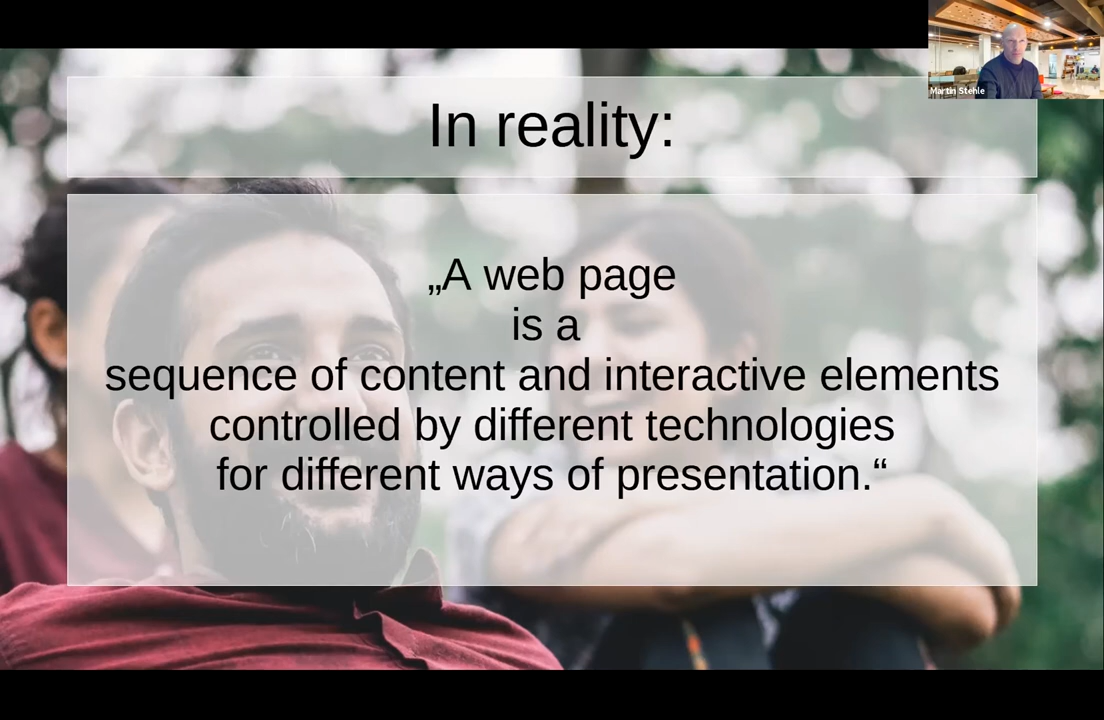 Martin Stehle
In reality:
„A web page
is a
sequence of content and interactive elements
controlled by different technologies
for different ways of presentation.“